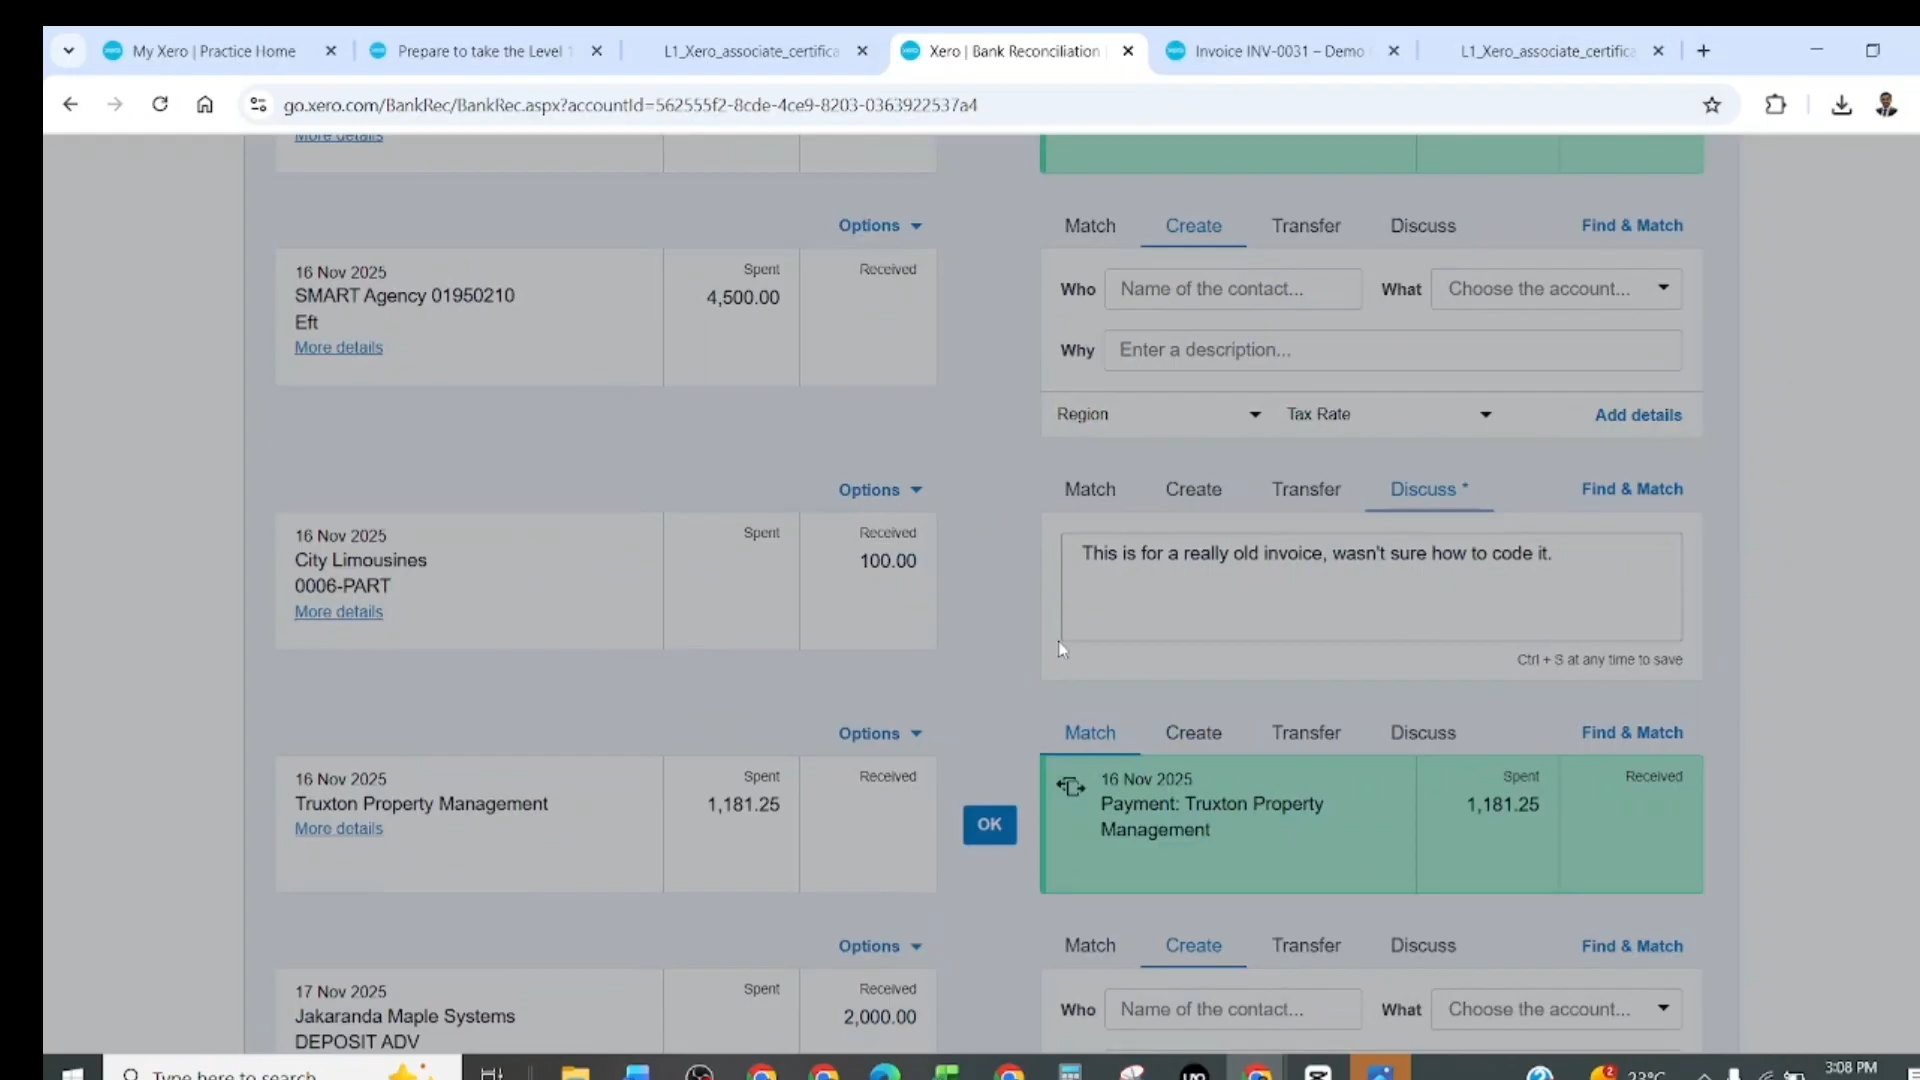 My Xero | Practice Home
Prepare to take the Level 1
L1_Xero_associate_certifica
Xero | Bank Reconciliation
Invoice INV-0031 – Demo
L1_Xero_associate_certifica
go.xero.com/BankRec/BankRec.aspx?accountId=562555f2-8cde-4ce9-8203-0363922537a4
More details
Options
Match Create Transfer Discuss Find & Match
16 Nov 2025 Spent Received
SMART Agency 01950210 4,500.00
Eft
More details
Who Name of the contact... What Choose the account...
Why Enter a description...
Region Tax Rate Add details
Options
Match Create Transfer Discuss * Find & Match
16 Nov 2025 Spent Received
City Limousines 100.00
0006-PART
More details
This is for a really old invoice, wasn't sure how to code it.
Ctrl + S at any time to save
Options
Match Create Transfer Discuss Find & Match
16 Nov 2025 Spent Received
Truxton Property Management 1,181.25
More details
OK
16 Nov 2025 Spent Received
Payment: Truxton Property 1,181.25
Management
Options
Match Create Transfer Discuss Find & Match
17 Nov 2025 Spent Received
Jakaranda Maple Systems 2,000.00
DEPOSIT ADV
Who Name of the contact... What Choose the account...
Type here to search
2
23°C
3:08 PM